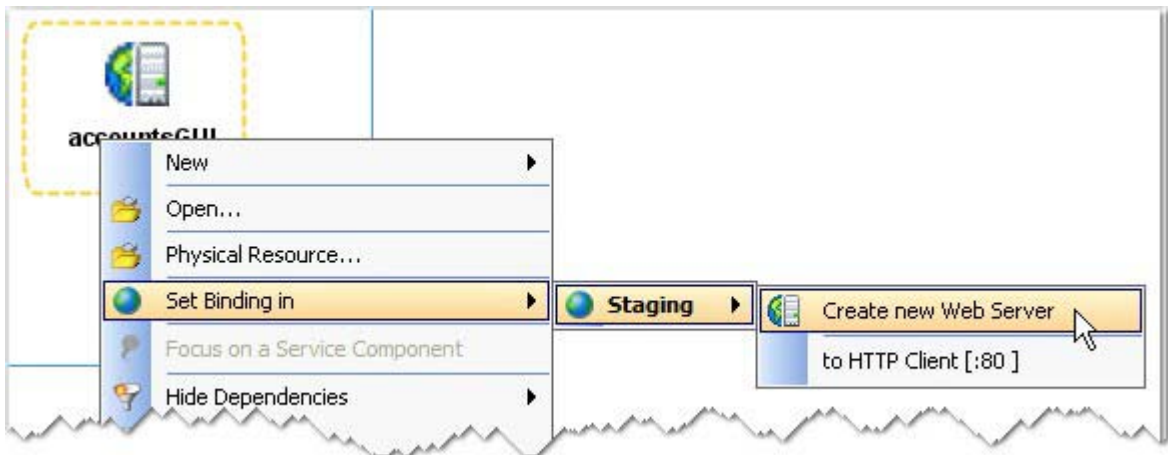 accountsGUI
New
Open...
Physical Resource...
Set Binding in
Staging
Create new Web Server
to HTTP Client [:80 ]
Focus on a Service Component
Hide Dependencies